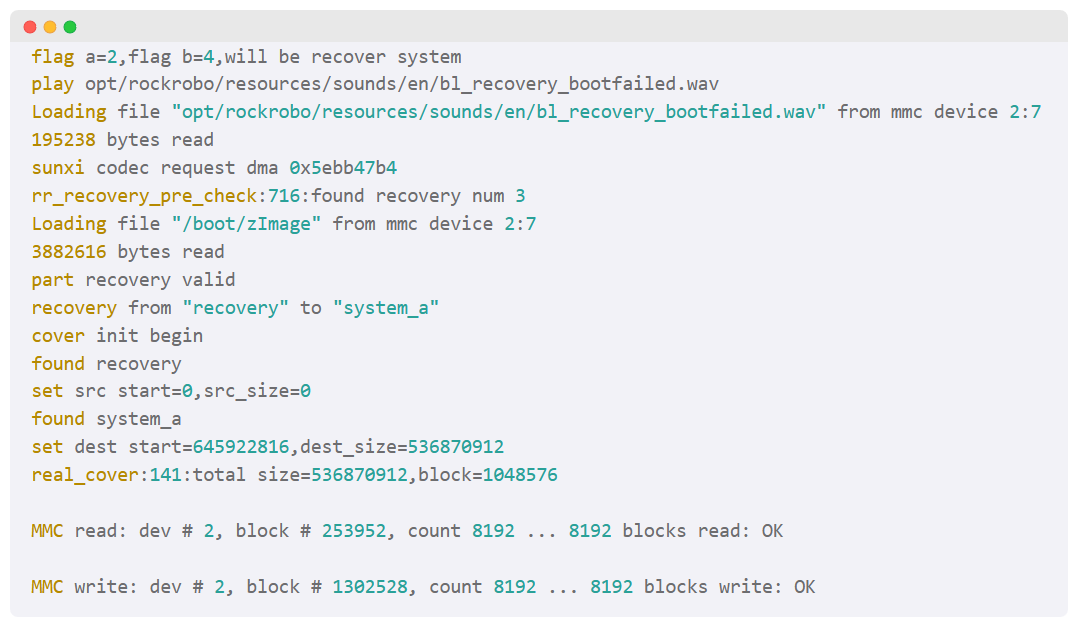 flag a=2,flag b=4,will be recover system
play opt/rockrobo/resources/sounds/en/bl_recovery_bootfailed.wav
Loading file "opt/rockrobo/resources/sounds/en/bl_recovery_bootfailed.wav" from mmc device 2:7
195238 bytes read
sunxi codec request dma 0x5ebb47b4
rr_recovery_pre_check:716:found recovery num 3
Loading file "/boot/zImage" from mmc device 2:7
3882616 bytes read
part recovery valid
recovery from "recovery" to "system_a"
cover init begin
found recovery
set src start=0,src_size=0
found system_a
set dest start=645922816,dest_size=536870912
real_cover:141:total size=536870912,block=1048576
MMC read: dev # 2, block # 253952, count 8192 ... 8192 blocks read: OK
MMC write: dev # 2, block # 1302528, count 8192 ... 8192 blocks write: OK